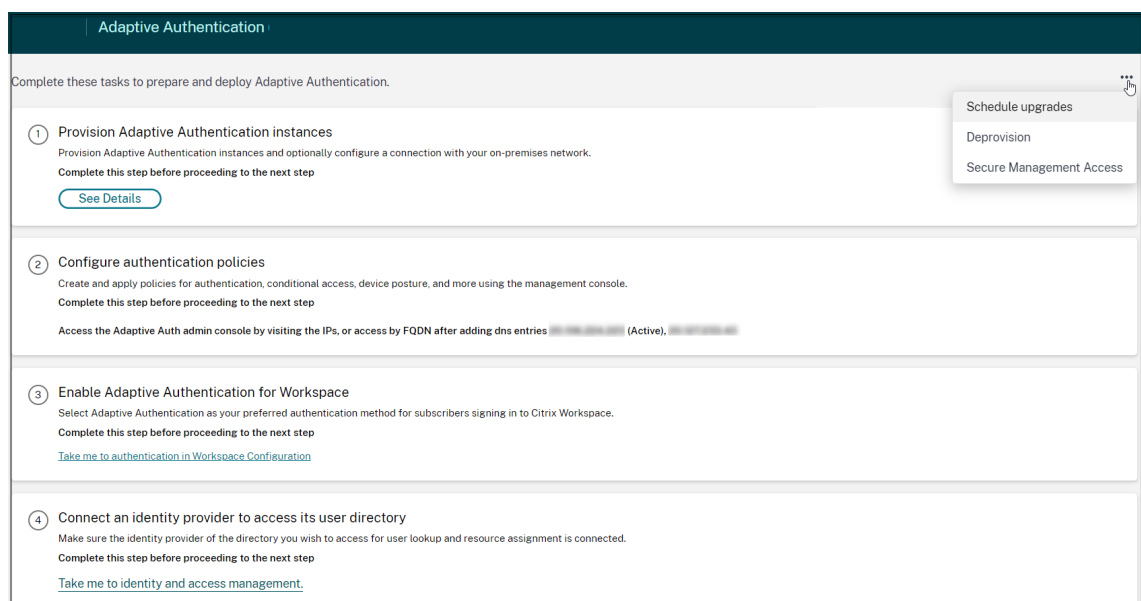 Adaptive Authentication
Complete these tasks to prepare and deploy Adaptive Authentication.
Schedule upgrades
Deprovision
Secure Management Access
1 Provision Adaptive Authentication instances
Provision Adaptive Authentication instances and optionally configure a connection with your on-premises network.
Complete this step before proceeding to the next step
See Details
2 Configure authentication policies
Create and apply policies for authentication, conditional access, device posture, and more using the management console.
Complete this step before proceeding to the next step
Access the Adaptive Auth admin console by visiting the IPs, or access by FQDN after adding dns entries (Active),
3 Enable Adaptive Authentication for Workspace
Select Adaptive Authentication as your preferred authentication method for subscribers signing in to Citrix Workspace.
Complete this step before proceeding to the next step
Take me to authentication in Workspace Configuration
4 Connect an identity provider to access its user directory
Make sure the identity provider of the directory you wish to access for user lookup and resource assignment is connected.
Complete this step before proceeding to the next step
Take me to identity and access management.